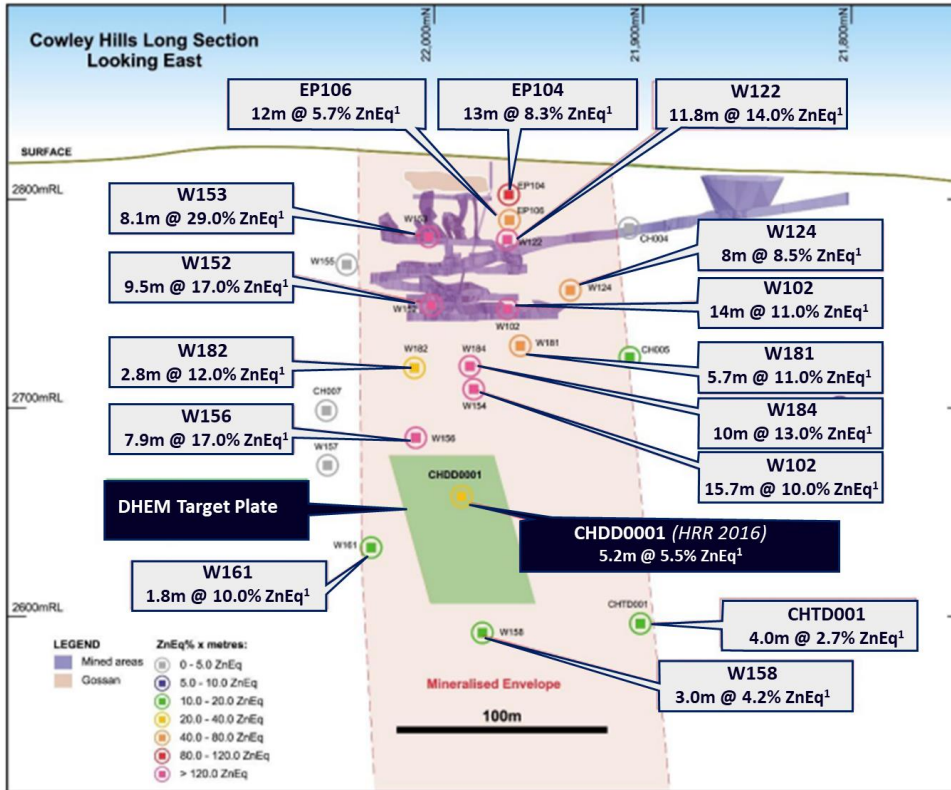 Cowley Hills Long Section
Looking East
22,000mN
21,900mN
21,800mN
EP106
12m @ 5.7% ZnEq¹
EP104
13m @ 8.3% ZnEq¹
W122
11.8m @ 14.0% ZnEq¹
SURFACE
2800mRL
W153
8.1m @ 29.0% ZnEq¹
EP104
EP106
W153
W122
CH004
W124
8m @ 8.5% ZnEq¹
W155
W152
9.5m @ 17.0% ZnEq¹
W124
W152
W102
W102
14m @ 11.0% ZnEq¹
W182
2.8m @ 12.0% ZnEq¹
W182
W184
W181
CH005
W181
5.7m @ 11.0% ZnEq¹
W154
CH007
2700mRL
W184
10m @ 13.0% ZnEq¹
W156
7.9m @ 17.0% ZnEq¹
W156
W157
W102
15.7m @ 10.0% ZnEq¹
CHDD0001
DHEM Target Plate
CHDD0001 (HRR 2016)
5.2m @ 5.5% ZnEq¹
W161
W161
1.8m @ 10.0% ZnEq¹
2600mRL
CHTD001
CHTD001
4.0m @ 2.7% ZnEq¹
W158
W158
3.0m @ 4.2% ZnEq¹
LEGEND
Mined areas
Gossan
ZnEq% x metres:
0 - 5.0 ZnEq
5.0 - 10.0 ZnEq
10.0 - 20.0 ZnEq
20.0 - 40.0 ZnEq
40.0 - 80.0 ZnEq
80.0 - 120.0 ZnEq
> 120.0 ZnEq
Mineralised Envelope
100m